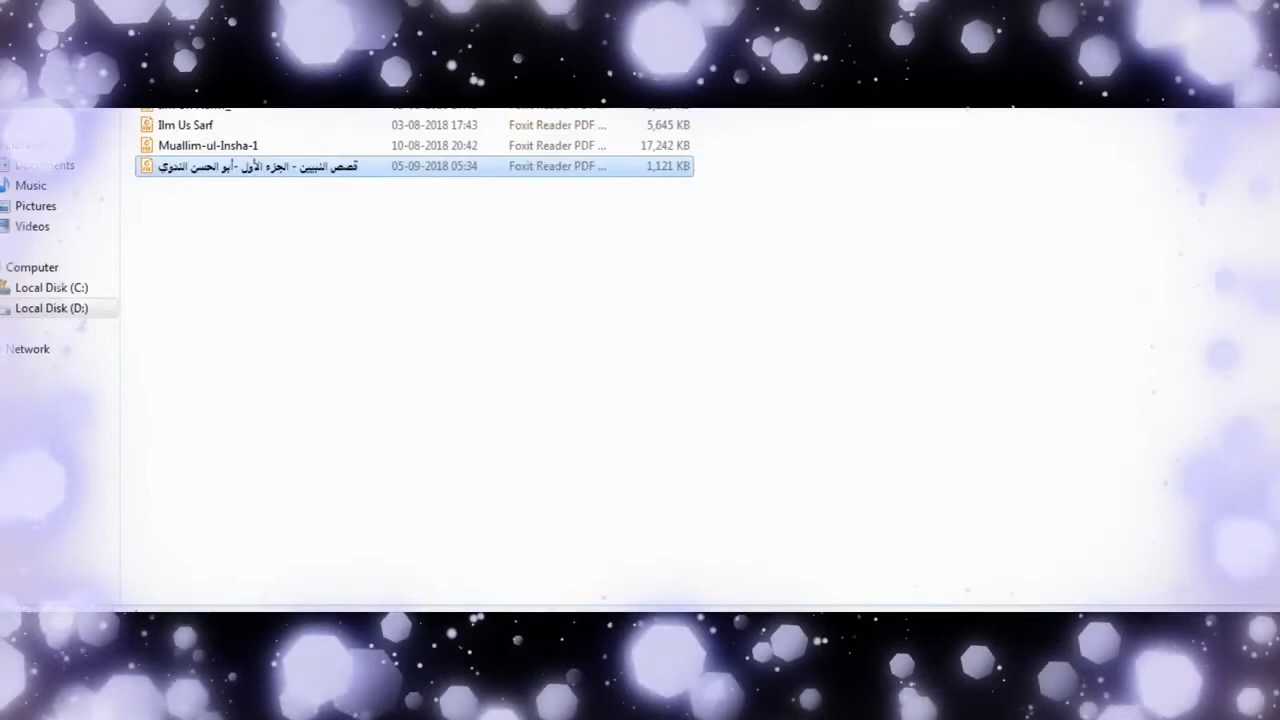 Ilm Us Sarf 03-08-2018 17:43 Foxit Reader PDF ... 5,645 KB
Muallim-ul-Insha-1 10-08-2018 20:42 Foxit Reader PDF ... 17,242 KB
قصص النبيين - الجزء الأول -أبو الحسن الندوي 05-09-2018 05:34 Foxit Reader PDF ... 1,121 KB
Libraries
Documents
Music
Pictures
Videos
Computer
Local Disk (C:)
Local Disk (D:)
Network